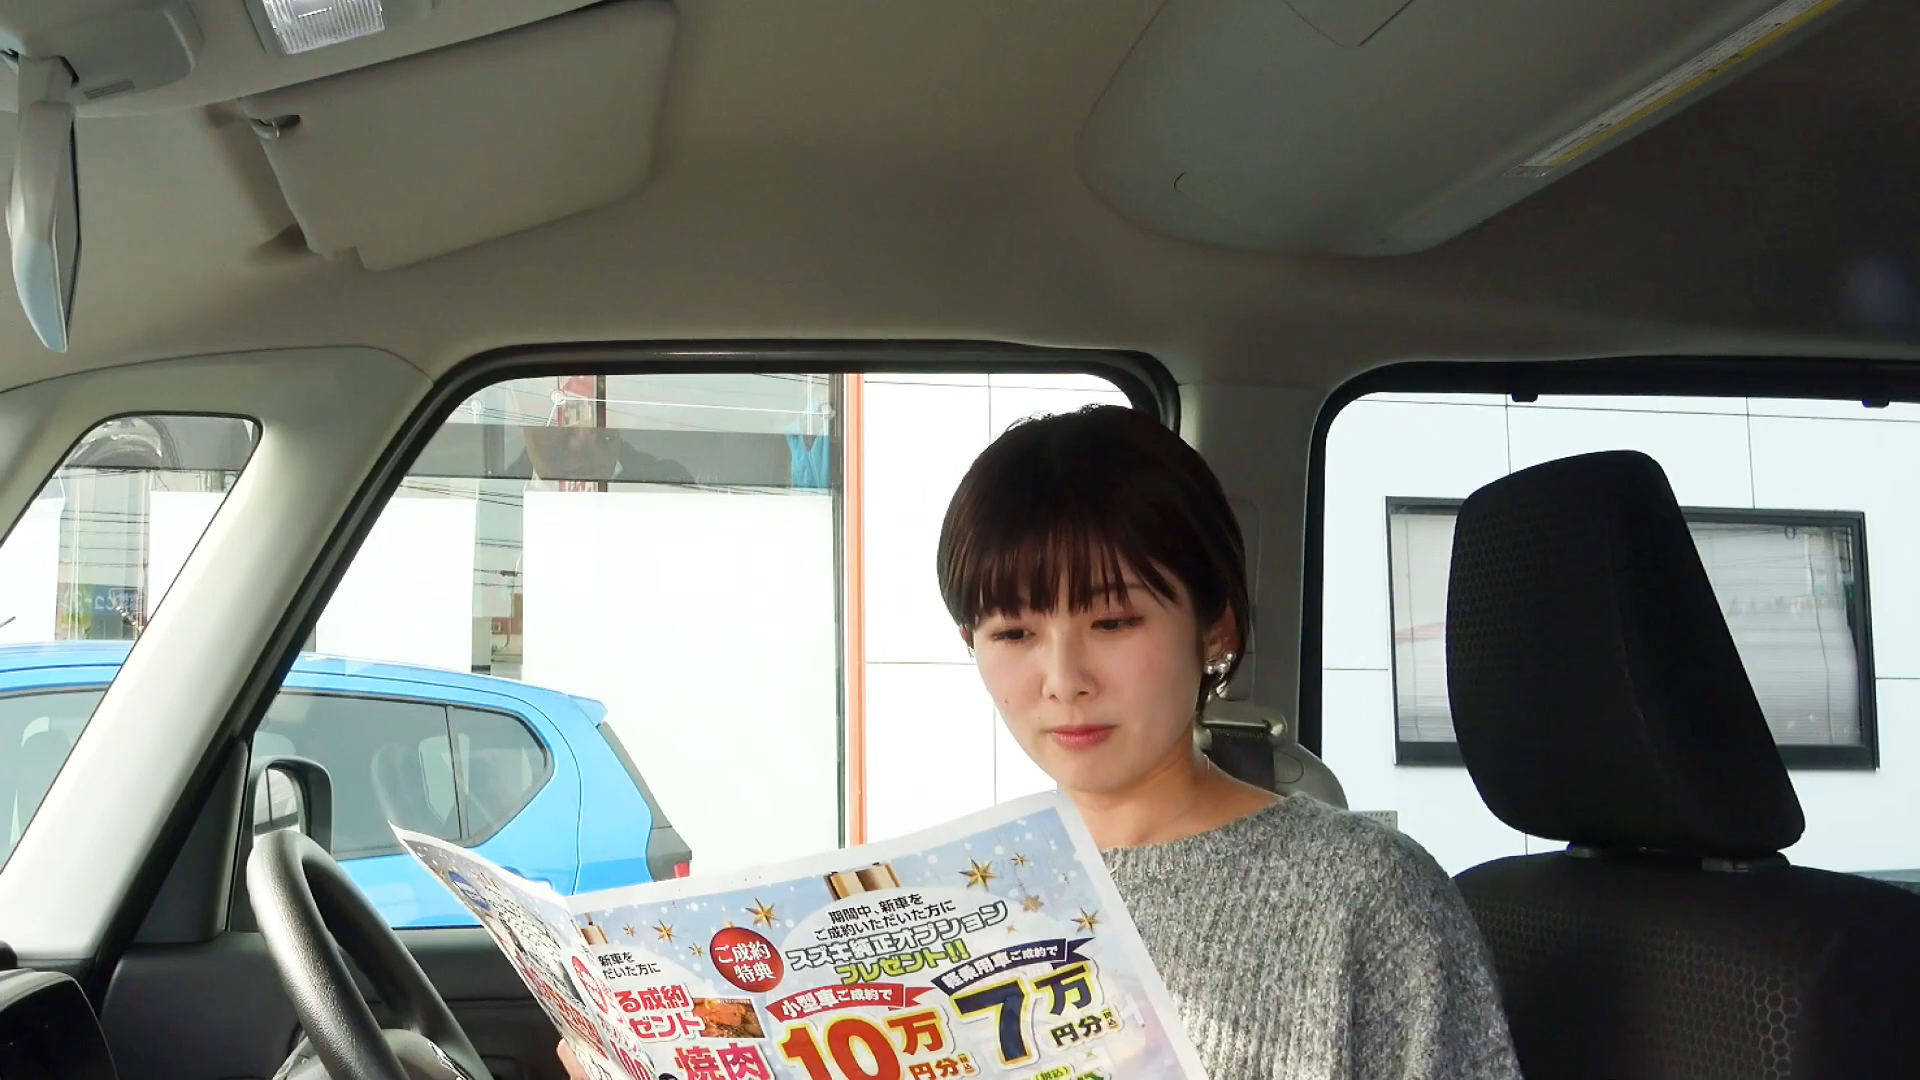 期間中、新車を
ご成約いただいた方に
スズキ純正オプション
プレゼント!!
ご成約
特典
小型車ご成約で
10万
円分
軽乗用車ご成約で
7万
円分
新車を
だいた方に
る成約
ゼント
焼肉